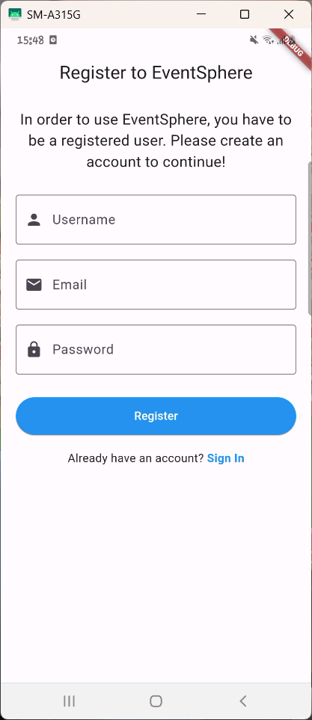 SM-A315G
15:48
DEBUG
Register to EventSphere
In order to use EventSphere, you have to
be a registered user. Please create an
account to continue!
Username
Email
Password
Register
Already have an account? Sign In